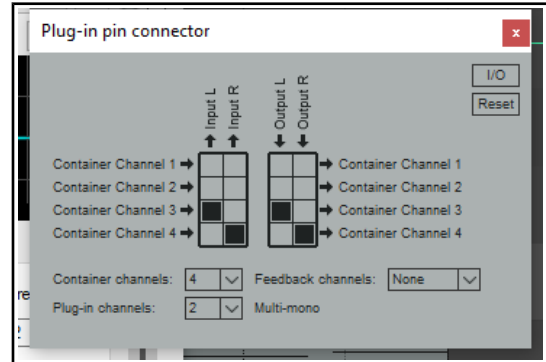 Plug-in pin connector
x
I/O
Reset
Input L
Input R
Output L
Output R
Container Channel 1
Container Channel 1
Container Channel 2
Container Channel 2
Container Channel 3
Container Channel 3
Container Channel 4
Container Channel 4
Container channels: 4 Feedback channels: None
re
Plug-in channels: 2 Multi-mono